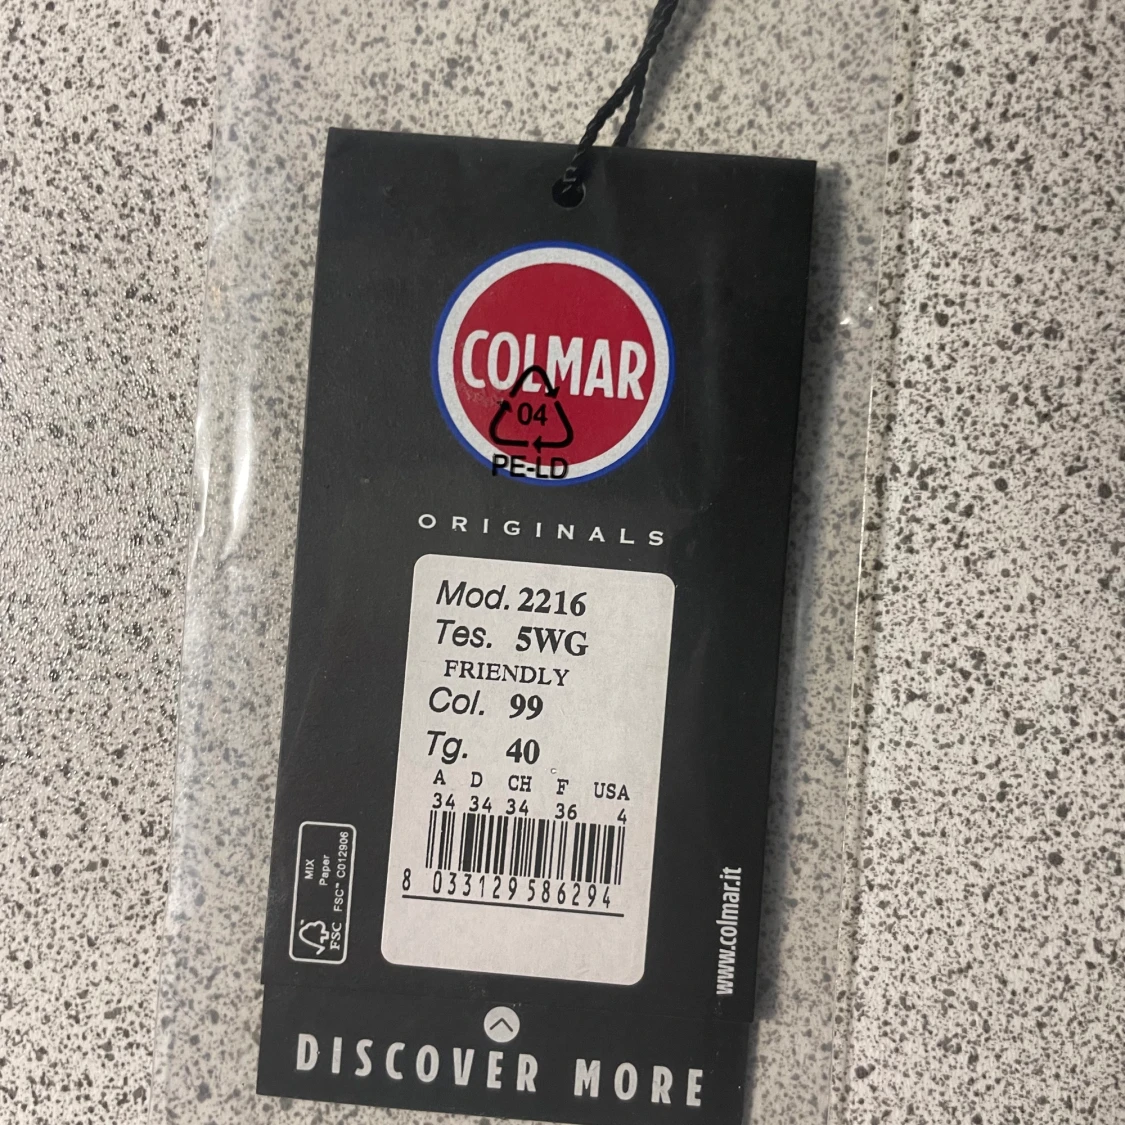 COLMAR
04
PE-LD
ORIGINALS
Mod. 2216
Tes. 5WG
FRIENDLY
Col. 99
Tg. 40
A D CH F USA
34 34 34 36 4
8 033129 586294
MIX
Paper
FSC™ C012906
FSC
www.colmar.it
DISCOVER MORE